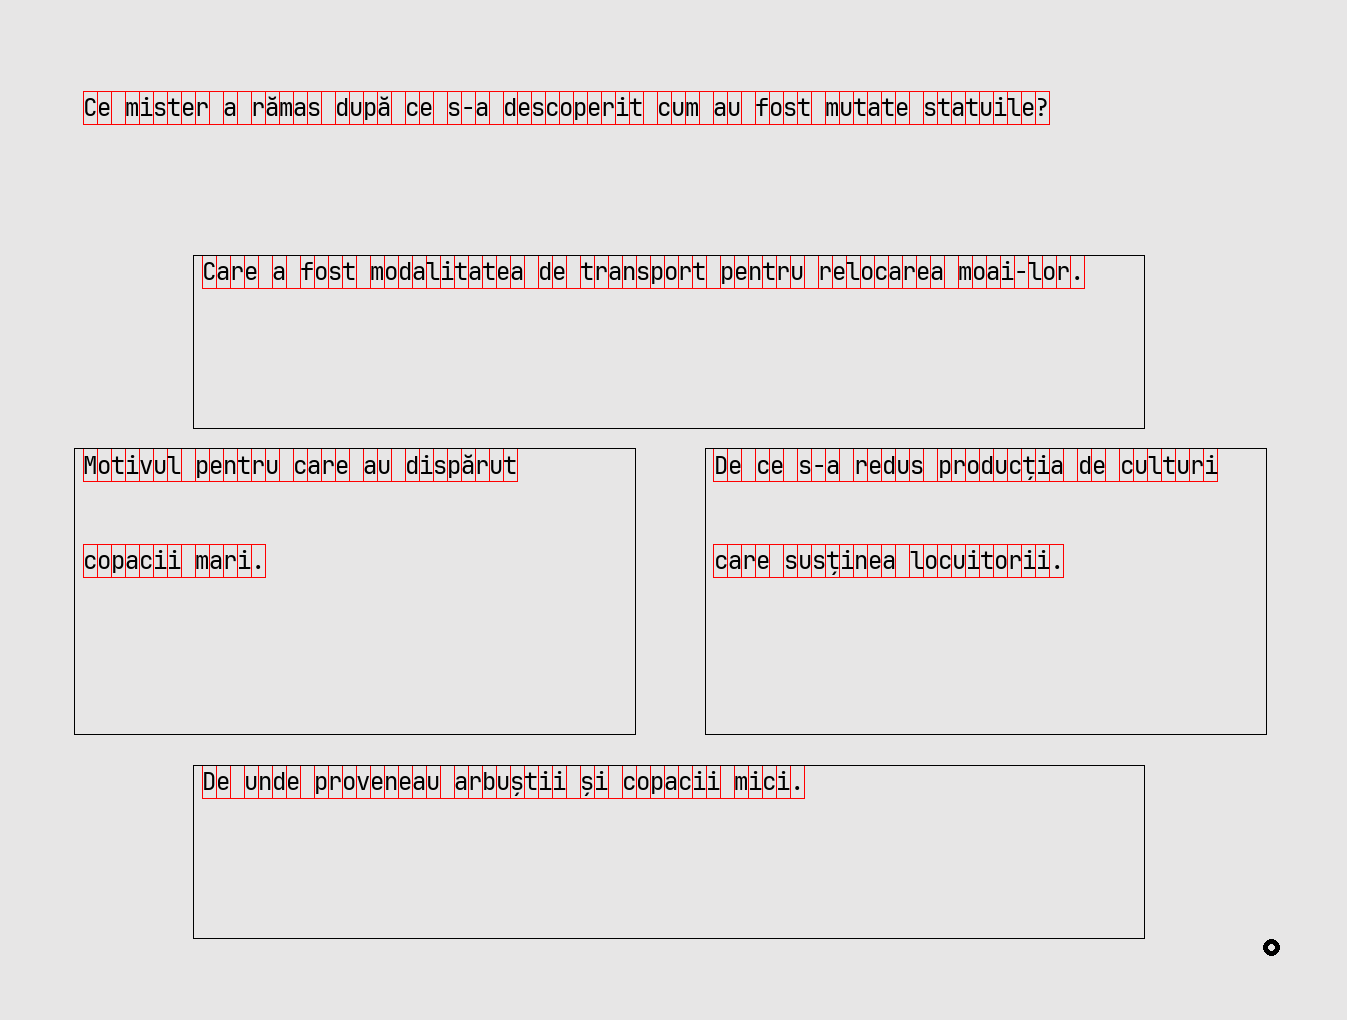 Ce mister a rămas după ce s-a descoperit cum au fost mutate statuile?
Care a fost modalitatea de transport pentru relocarea moai-lor.
Motivul pentru care au dispărut
copacii mari.
De ce s-a redus producția de culturi
care susținea locuitorii.
De unde proveneau arbuștii și copacii mici.